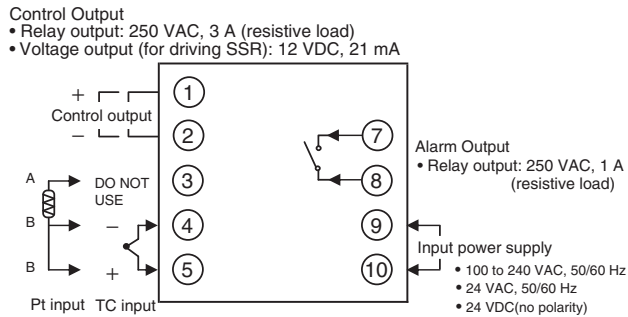 Control Output
• Relay output: 250 VAC, 3 A (resistive load)
• Voltage output (for driving SSR): 12 VDC, 21 mA
+
Control output
−
1
2
3
4
5
7
8
9
10
A
B
B
DO NOT
USE
−
+
Pt input TC input
Alarm Output
• Relay output: 250 VAC, 1 A
(resistive load)
Input power supply
• 100 to 240 VAC, 50/60 Hz
• 24 VAC, 50/60 Hz
• 24 VDC(no polarity)